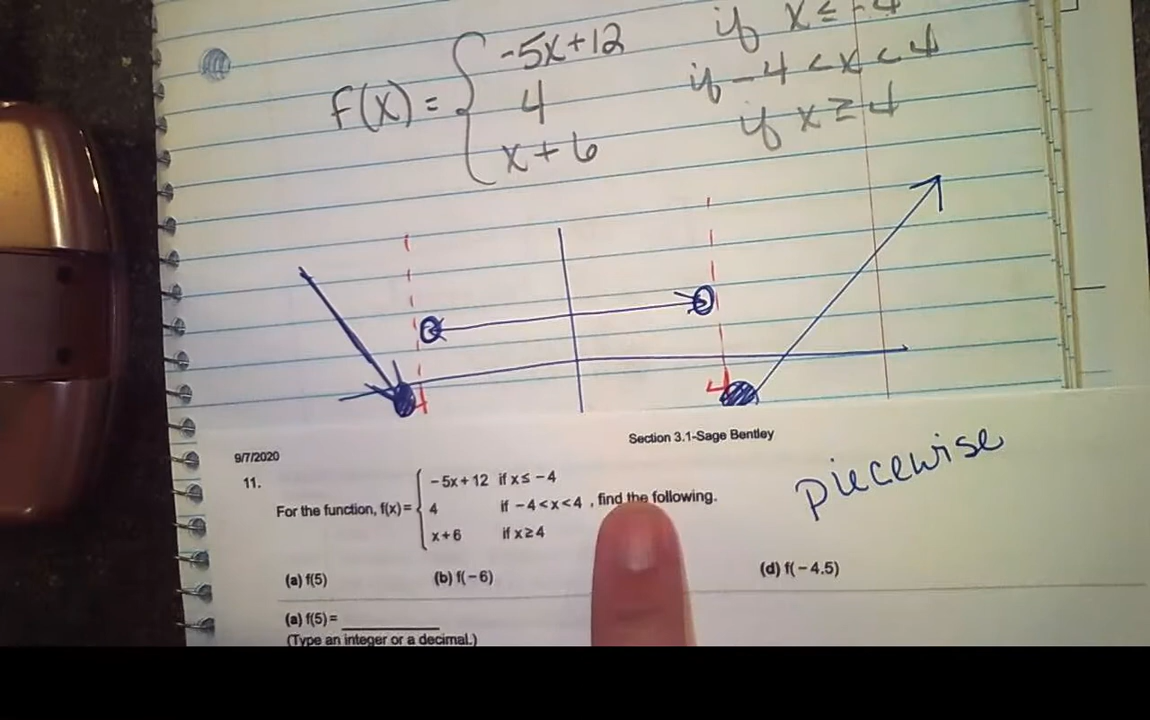 -5x+12 if x ≤ -4
f(x) = { 4 if -4 < x < 4
x+6 if x ≥ 4
4
4
Section 3.1-Sage Bentley
9/7/2020
piecewise
11.
-5x+12 if x≤ -4
For the function, f(x)= { 4 if -4<x<4 , find the following.
x+6 if x≥4
(a) f(5) (b) f(-6) (d) f(-4.5)
(a) f(5)= ________
(Type an integer or a decimal.)